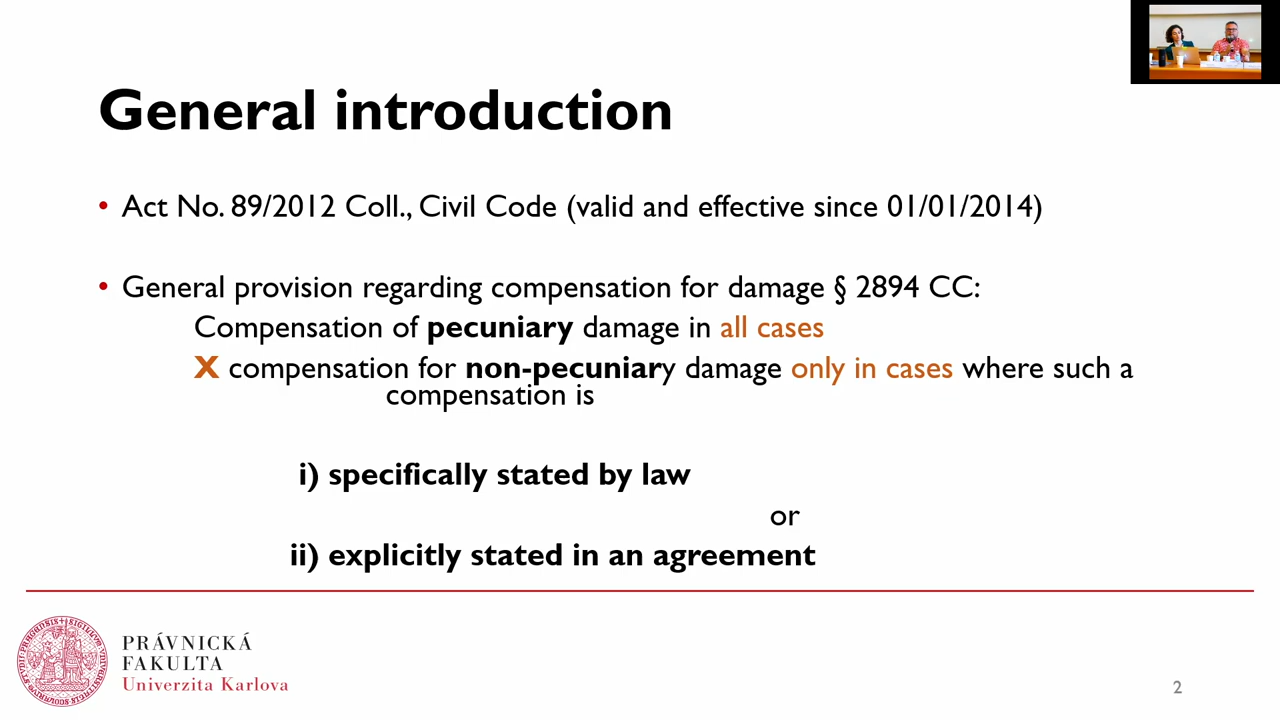 General introduction
• Act No. 89/2012 Coll., Civil Code (valid and effective since 01/01/2014)
• General provision regarding compensation for damage § 2894 CC:
Compensation of pecuniary damage in all cases
X compensation for non-pecuniary damage only in cases where such a
compensation is
i) specifically stated by law
or
ii) explicitly stated in an agreement
PRÁVNICKÁ
FAKULTA
Univerzita Karlova
2